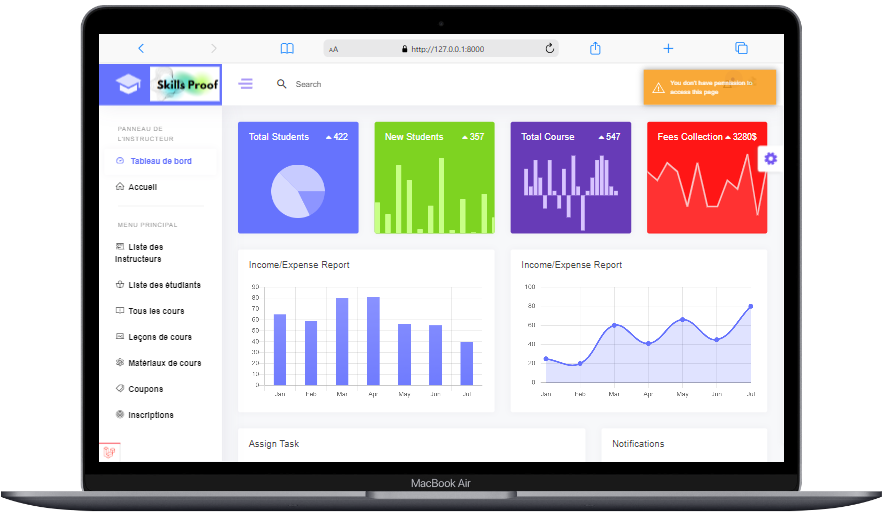 AA
http://127.0.0.1:8000
Skills Proof
Search
You don't have permission to
access this page
PANNEAU DE
L'INSTRUCTEUR
Tableau de bord
Accueil
MENU PRINCIPAL
Liste des
Instructeurs
Liste des étudiants
Tous les cours
Leçons de cours
Matériaux de cours
Coupons
Inscriptions
Total Students
422
New Students
357
Total Course
547
Fees Collection
3280$
Income/Expense Report
90
80
70
60
50
40
30
20
10
0
Jan Feb Mar Apr May Jun Jul
Income/Expense Report
100
80
60
40
20
0
Jan Feb Mar Apr May Jun Jul
Assign Task
Notifications
MacBook Air